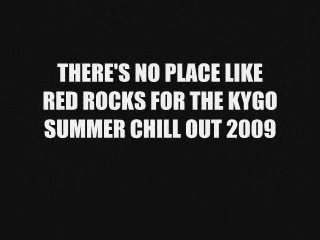 THERE'S NO PLACE LIKE
RED ROCKS FOR THE KYGO
SUMMER CHILL OUT 2009